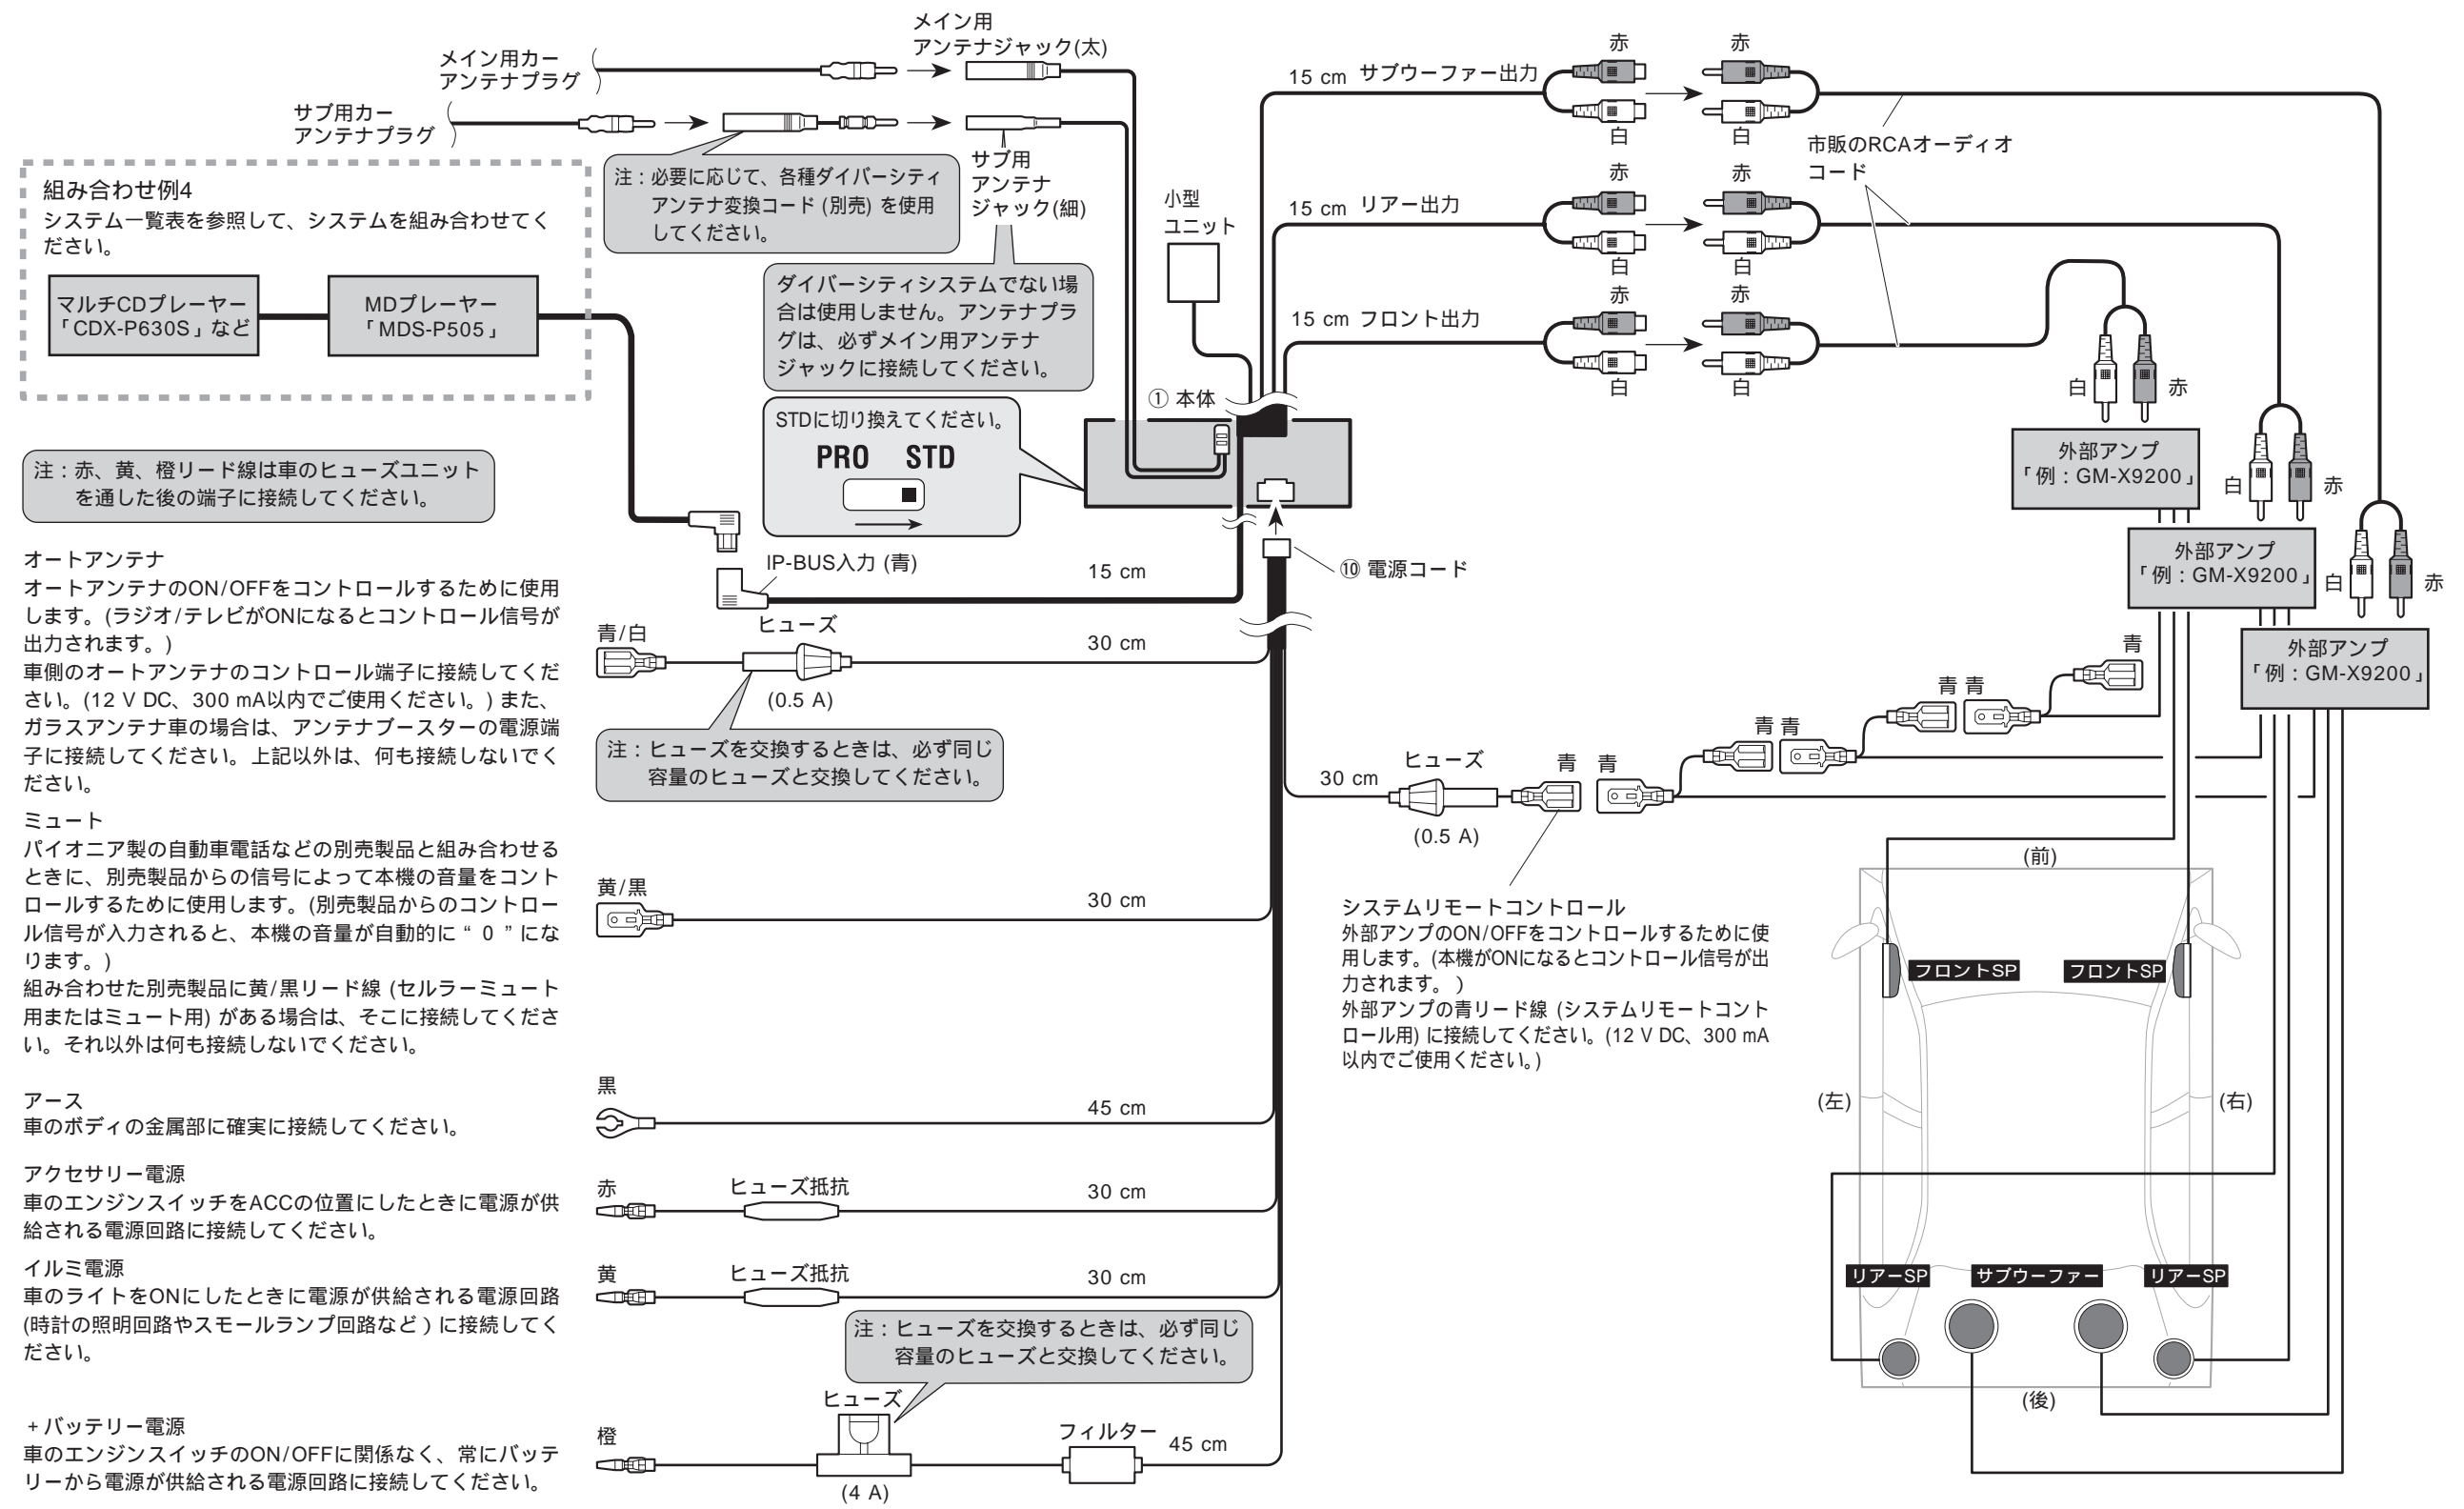 メイン用カー
アンテナプラグ
メイン用
アンテナジャック(太)
サブ用カー
アンテナプラグ
注：必要に応じて、各種ダイバーシティ
アンテナ変換コード (別売) を使用
してください。
サブ用
アンテナ
ジャック(細)
ダイバーシティシステムでない場
合は使用しません。アンテナプラ
グは、必ずメイン用アンテナ
ジャックに接続してください。
組み合わせ例4
システム一覧表を参照して、システムを組み合わせてく
ださい。
マルチCDプレーヤー
「CDX-P630S」など
MDプレーヤー
「MDS-P505」
小型
ユニット
① 本体
STDに切り換えてください。
PRO STD
注：赤、黄、橙リード線は車のヒューズユニット
を通した後の端子に接続してください。
IP-BUS入力 (青)
15 cm
⑩ 電源コード
15 cm サブウーファー出力
赤
白
赤
白
15 cm リアー出力
赤
白
赤
白
15 cm フロント出力
赤
白
赤
白
市販のRCAオーディオ
コード
白
赤
外部アンプ
「例：GM-X9200」
白
赤
外部アンプ
「例：GM-X9200」
白
赤
外部アンプ
「例：GM-X9200」
オートアンテナ
オートアンテナのON/OFFをコントロールするために使用
します。(ラジオ/テレビがONになるとコントロール信号が
出力されます。)
車側のオートアンテナのコントロール端子に接続してくだ
さい。(12 V DC、300 mA以内でご使用ください。) また、
ガラスアンテナ車の場合は、アンテナブースターの電源端
子に接続してください。上記以外は、何も接続しないでく
ださい。
青/白
ヒューズ
(0.5 A)
30 cm
注：ヒューズを交換するときは、必ず同じ
容量のヒューズと交換してください。
ミュート
パイオニア製の自動車電話などの別売製品と組み合わせる
ときに、別売製品からの信号によって本機の音量をコント
ロールするために使用します。(別売製品からのコントロー
ル信号が入力されると、本機の音量が自動的に“ 0 ”にな
ります。)
組み合わせた別売製品に黄/黒リード線 (セルラーミュート
用またはミュート用) がある場合は、そこに接続してくださ
い。それ以外は何も接続しないでください。
黄/黒
30 cm
アース
車のボディの金属部に確実に接続してください。
黒
45 cm
アクセサリー電源
車のエンジンスイッチをACCの位置にしたときに電源が供
給される電源回路に接続してください。
赤
ヒューズ抵抗
30 cm
イルミ電源
車のライトをONにしたときに電源が供給される電源回路
(時計の照明回路やスモールランプ回路など ) に接続してく
ださい。
黄
ヒューズ抵抗
30 cm
注：ヒューズを交換するときは、必ず同じ
容量のヒューズと交換してください。
＋バッテリー電源
車のエンジンスイッチのON/OFFに関係なく、常にバッテ
リーから電源が供給される電源回路に接続してください。
橙
ヒューズ
(4 A)
フィルター
45 cm
30 cm
ヒューズ
(0.5 A)
青 青
青 青
青 青
青
システムリモートコントロール
外部アンプのON/OFFをコントロールするために使
用します。(本機がONになるとコントロール信号が出
力されます。 )
外部アンプの青リード線 (システムリモートコント
ロール用) に接続してください。(12 V DC、300 mA
以内でご使用ください。)
(前)
フロントSP
フロントSP
(左)
(右)
リアーSP
サブウーファー
リアーSP
(後)